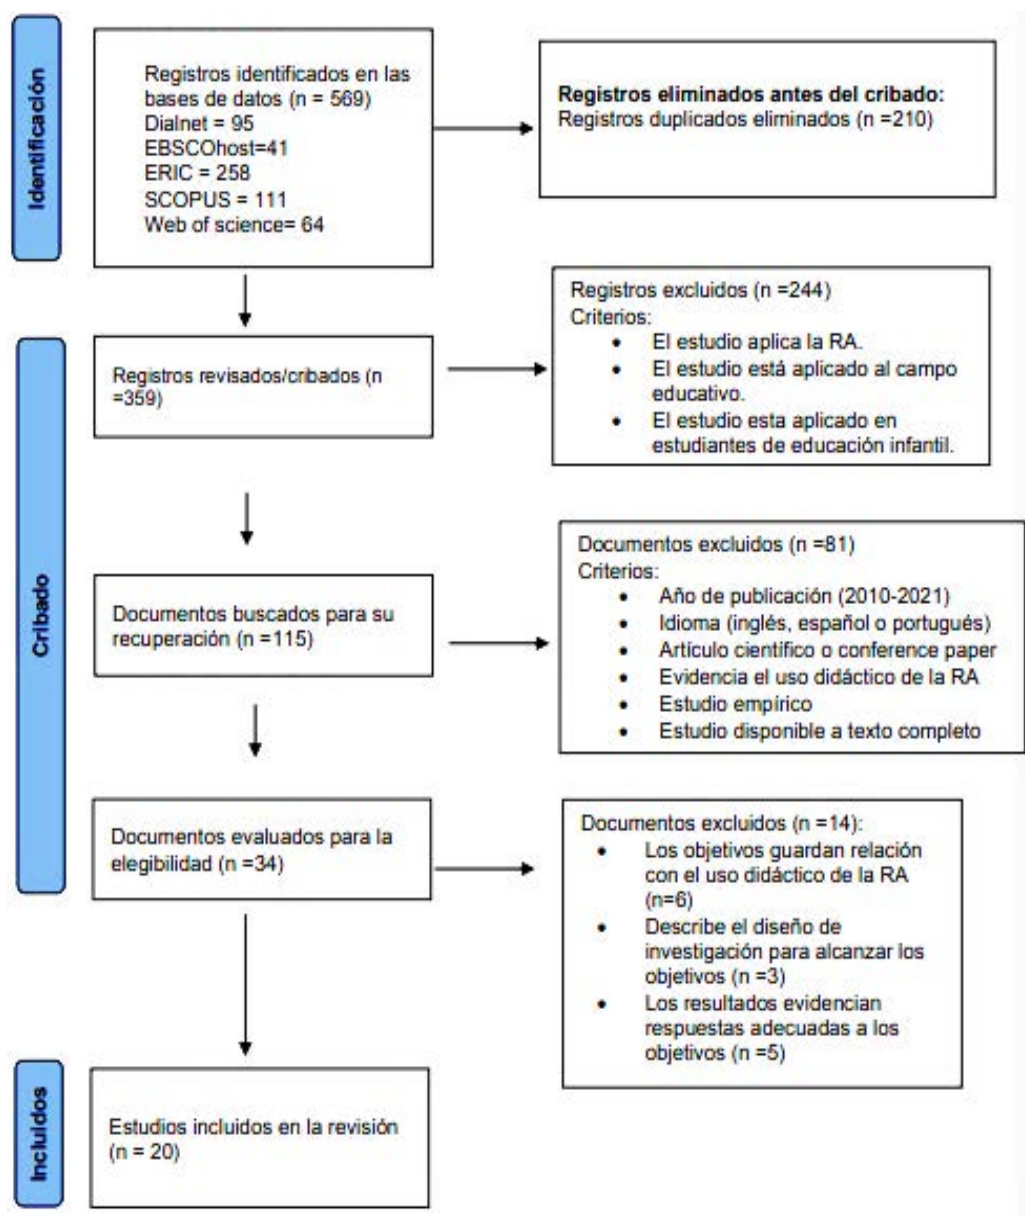 Identificación
Registros identificados en las
bases de datos (n = 569)
Dialnet = 95
EBSCOhost=41
ERIC = 258
SCOPUS = 111
Web of science= 64
Registros eliminados antes del cribado:
Registros duplicados eliminados (n =210)
Cribado
Registros revisados/cribados (n
=359)
Registros excluidos (n =244)
Criterios:
• El estudio aplica la RA.
• El estudio está aplicado al campo
educativo.
• El estudio esta aplicado en
estudiantes de educación infantil.
Documentos buscados para su
recuperación (n =115)
Documentos excluidos (n =81)
Criterios:
• Año de publicación (2010-2021)
• Idioma (inglés, español o portugués)
• Artículo científico o conference paper
• Evidencia el uso didáctico de la RA
• Estudio empírico
• Estudio disponible a texto completo
Documentos evaluados para la
elegibilidad (n =34)
Documentos excluidos (n =14):
• Los objetivos guardan relación
con el uso didáctico de la RA
(n=6)
• Describe el diseño de
investigación para alcanzar los
objetivos (n =3)
• Los resultados evidencian
respuestas adecuadas a los
objetivos (n =5)
Incluidos
Estudios incluidos en la revisión
(n = 20)